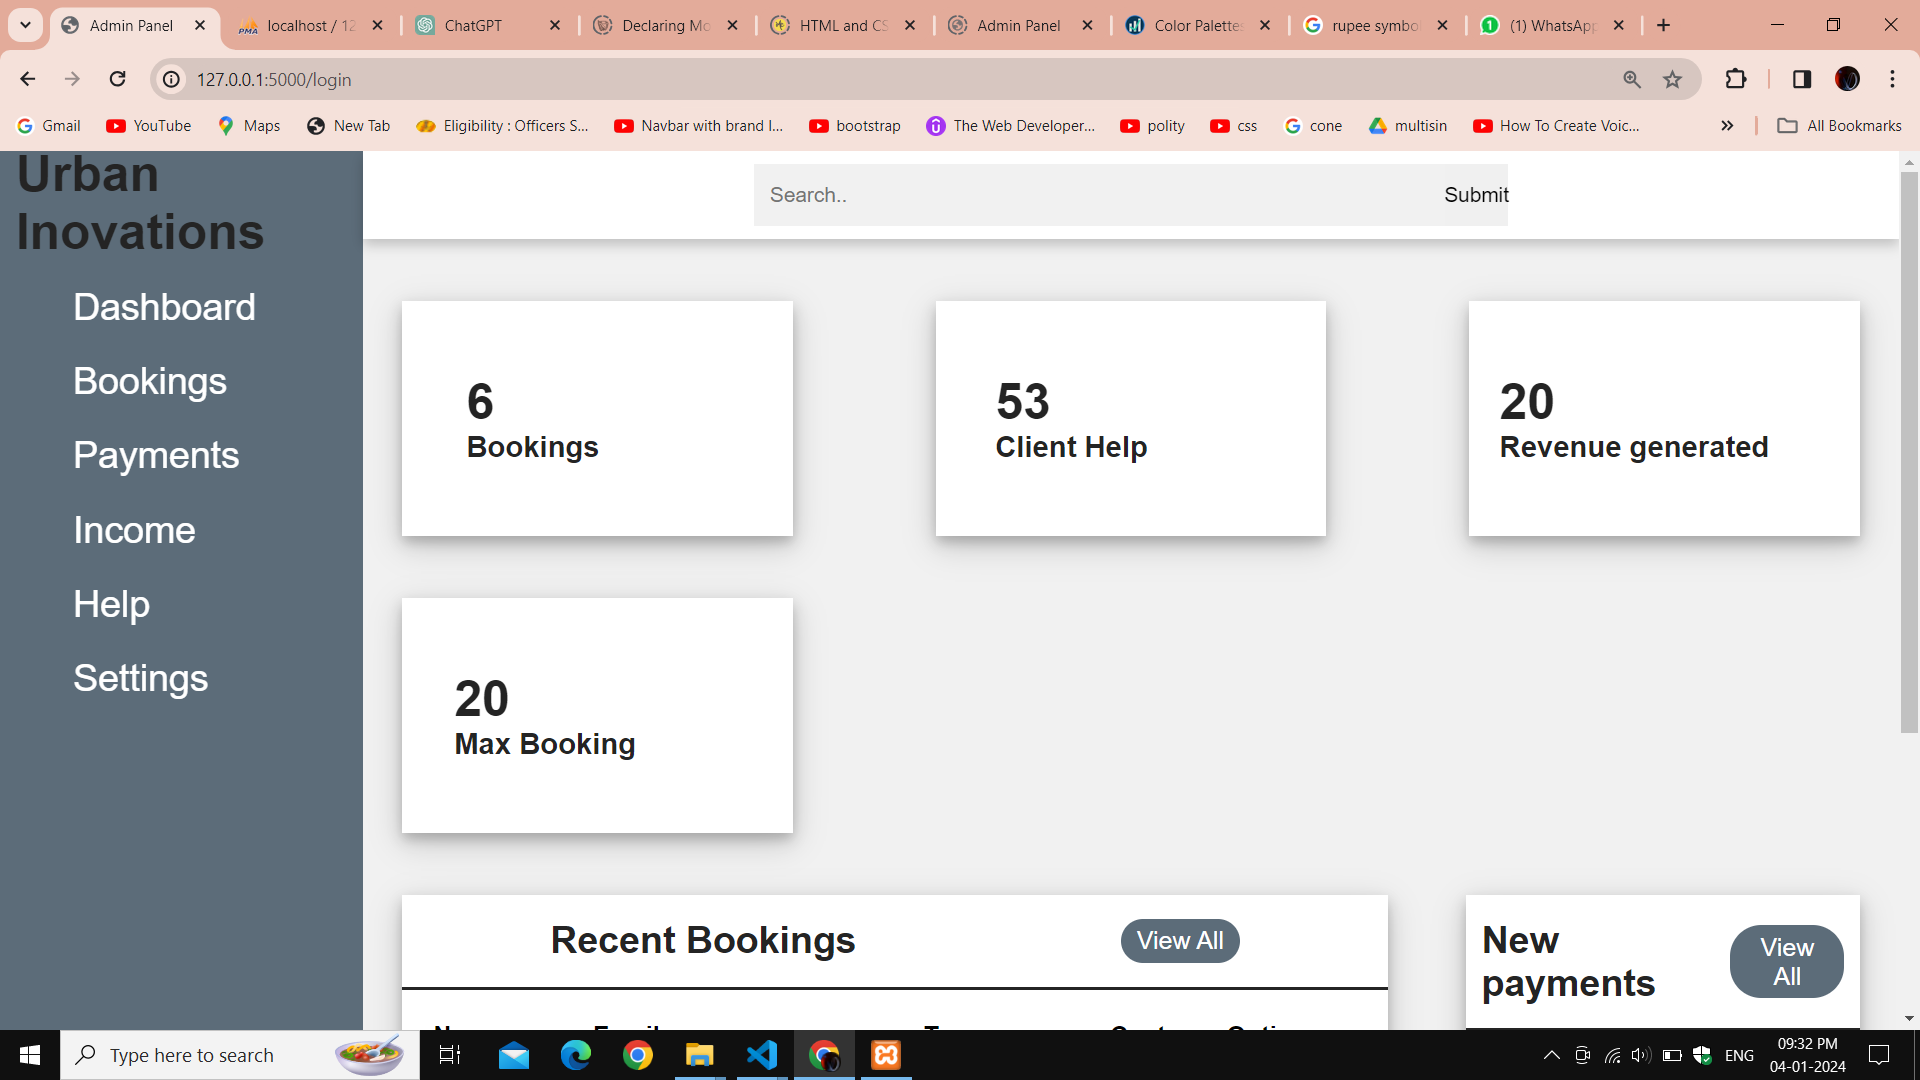 Admin Panel
localhost / 12
PMA
ChatGPT
Declaring Mo
HTML and CS
Admin Panel
Color Palette
rupee symbo
1
(1) WhatsApp
127.0.0.1:5000/login
Gmail
YouTube
Maps
New Tab
Eligibility : Officers S...
Navbar with brand l...
bootstrap
The Web Developer...
polity
css
cone
multisin
How To Create Voic...
All Bookmarks
Urban
Inovations
Dashboard
Bookings
Payments
Income
Help
Settings
Search..
Submit
6
Bookings
53
Client Help
20
Revenue generated
20
Max Booking
Recent Bookings
View All
New
payments
View
All
Type here to search
ENG
09:32 PM
04-01-2024